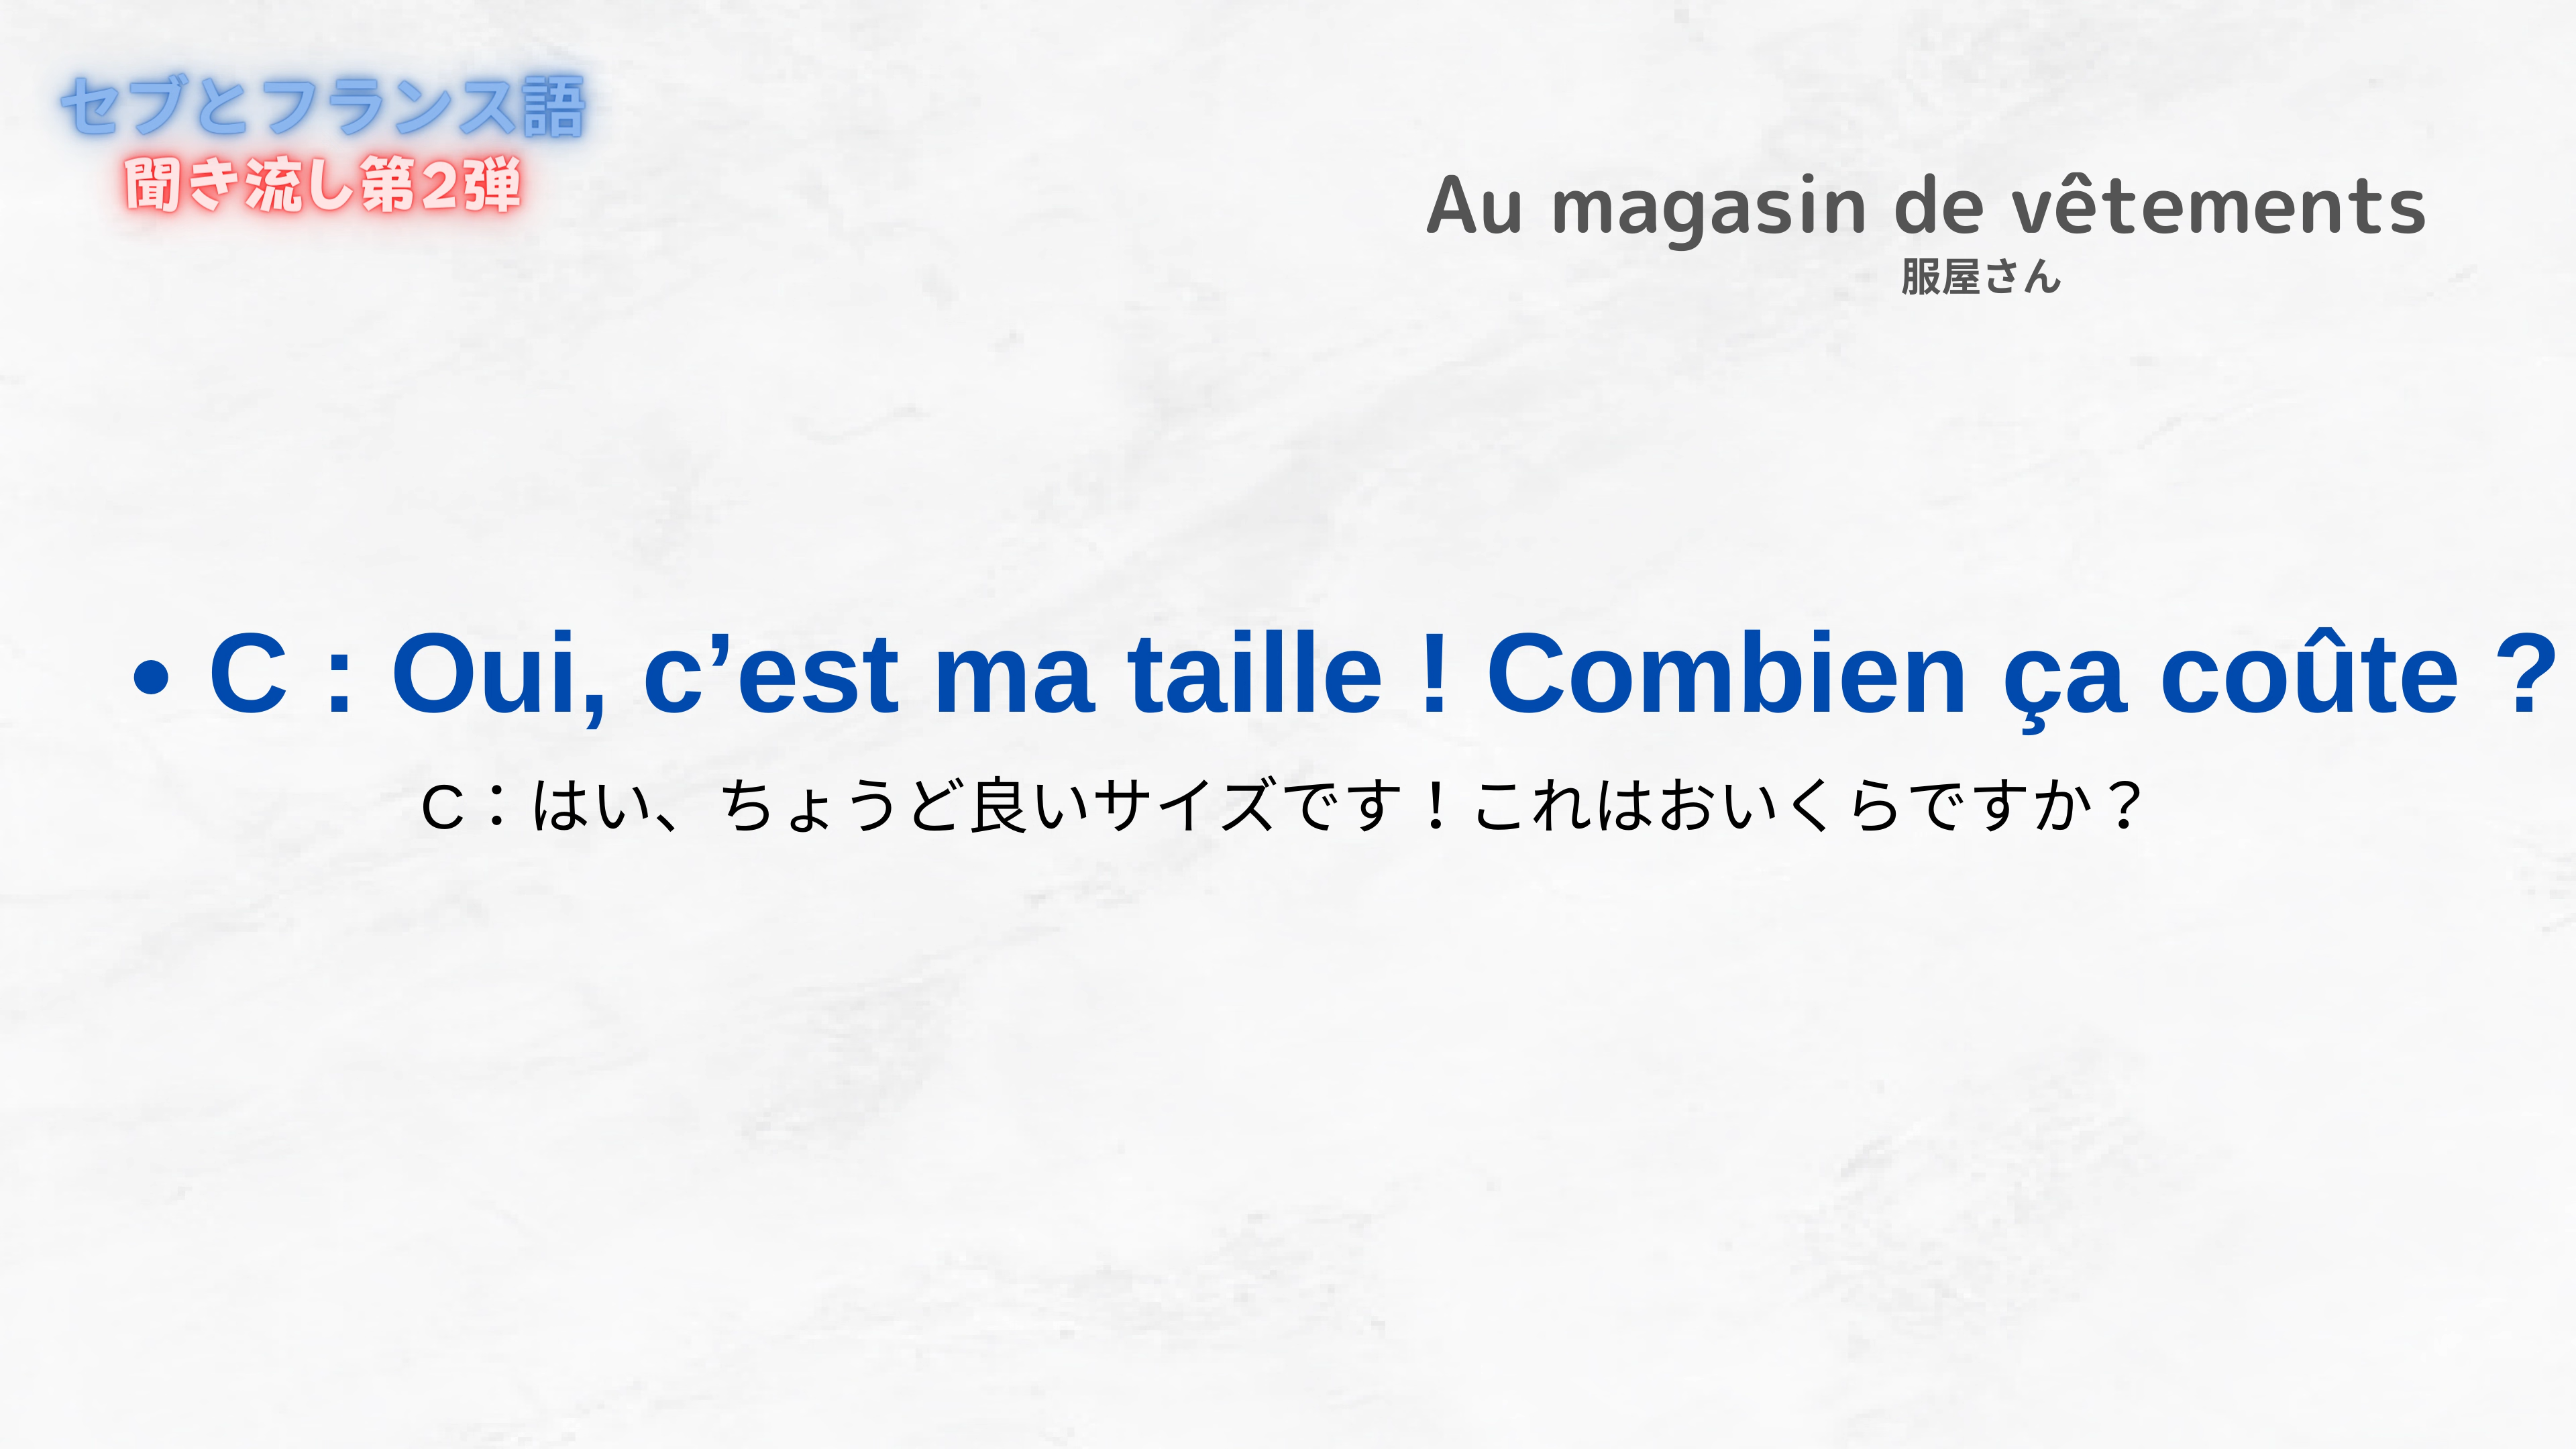 セブとフランス語
聞き流し第2弾
Au magasin de vêtements
服屋さん
• C : Oui, c’est ma taille ! Combien ça coûte ?
C：はい、ちょうど良いサイズです！これはおいくらですか？